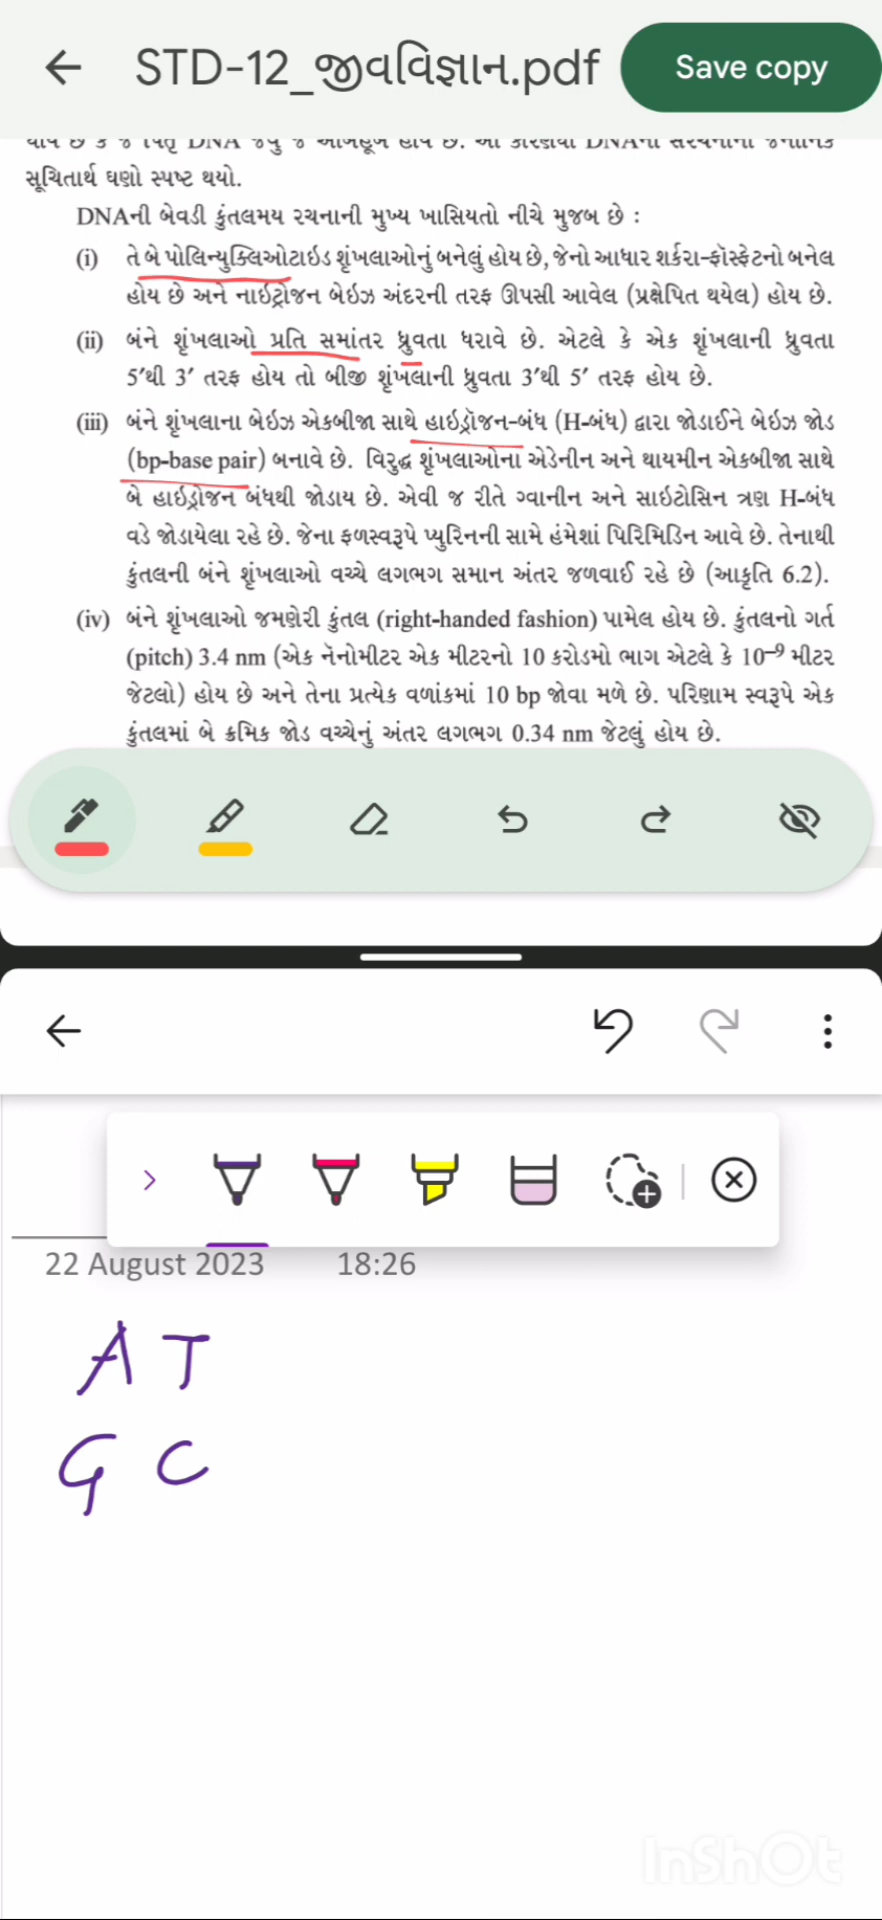 STD-12_જીવવિજ્ઞાન.pdf
Save copy
થાય છે કે જે પિતૃ DNA જેવું જ આબેહૂબ હોય છે. આ કારણથી DNAની સંરચનાનો જનીનિક
સૂચિતાર્થ ઘણો સ્પષ્ટ થયો.
DNAની બેવડી કુંતલમય રચનાની મુખ્ય ખાસિયતો નીચે મુજબ છે :
(i) તે બે પોલિન્યુક્લિઓટાઇડ શૃંખલાઓનું બનેલું હોય છે, જેનો આધાર શર્કરા-ફૉસ્ફેટનો બનેલ
હોય છે અને નાઇટ્રોજન બેઇઝ અંદરની તરફ ઊપસી આવેલ (પ્રક્ષેપિત થયેલ) હોય છે.
(ii) બંને શૃંખલાઓ પ્રતિ સમાંતર ધ્રુવતા ધરાવે છે. એટલે કે એક શૃંખલાની ધ્રુવતા
5′થી 3′ તરફ હોય તો બીજી શૃંખલાની ધ્રુવતા 3′થી 5′ તરફ હોય છે.
(iii) બંને શૃંખલાના બેઇઝ એકબીજા સાથે હાઇડ્રૉજન-બંધ (H-બંધ) દ્વારા જોડાઈને બેઇઝ જોડ
(bp-base pair) બનાવે છે. વિરુદ્ધ શૃંખલાઓના એડેનીન અને થાયમીન એકબીજા સાથે
બે હાઇડ્રોજન બંધથી જોડાય છે. એવી જ રીતે ગ્વાનીન અને સાઇટોસિન ત્રણ H-બંધ
વડે જોડાયેલા રહે છે. જેના ફળસ્વરૂપે પ્યુરિનની સામે હંમેશાં પિરિમિડિન આવે છે. તેનાથી
કુંતલની બંને શૃંખલાઓ વચ્ચે લગભગ સમાન અંતર જળવાઈ રહે છે (આકૃતિ 6.2).
(iv) બંને શૃંખલાઓ જમણેરી કુંતલ (right-handed fashion) પામેલ હોય છે. કુંતલનો ગર્ત
(pitch) 3.4 nm (એક નૅનોમીટર એક મીટરનો 10 કરોડમો ભાગ એટલે કે 10⁻⁹ મીટર
જેટલો) હોય છે અને તેના પ્રત્યેક વળાંકમાં 10 bp જોવા મળે છે. પરિણામ સ્વરૂપે એક
કુંતલમાં બે ક્રમિક જોડ વચ્ચેનું અંતર લગભગ 0.34 nm જેટલું હોય છે.
22 August 2023 18:26
A T
G C
InShOt